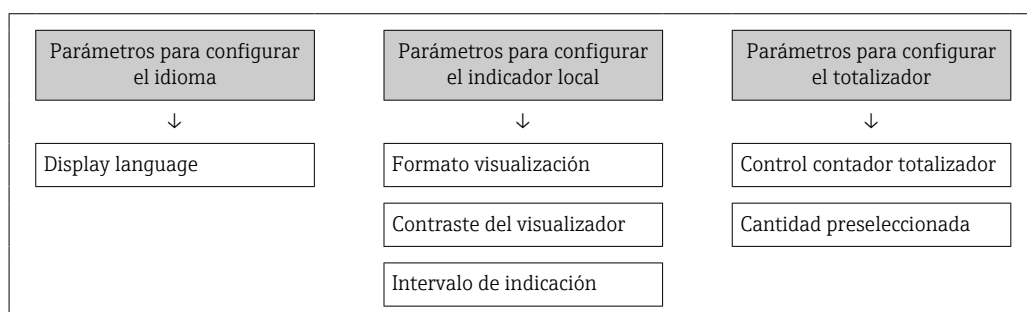 Parámetros para configurar
el idioma
↓
Display language
Parámetros para configurar
el indicador local
↓
Formato visualización
Contraste del visualizador
Intervalo de indicación
Parámetros para configurar
el totalizador
↓
Control contador totalizador
Cantidad preseleccionada